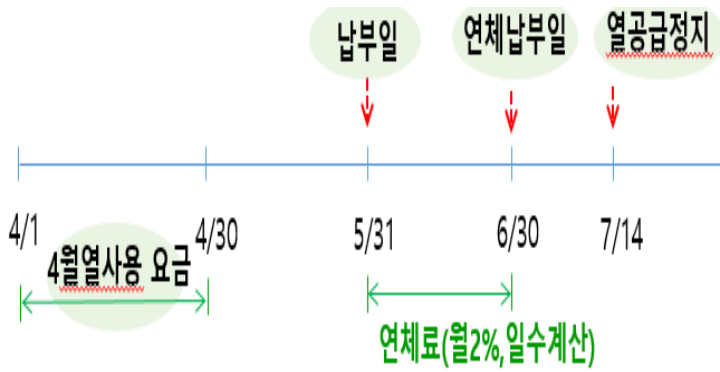 납부일
연체납부일
열공급정지
4/1
4/30
5/31
6/30
7/14
4월열사용 요금
연체료(월2%,일수계산)